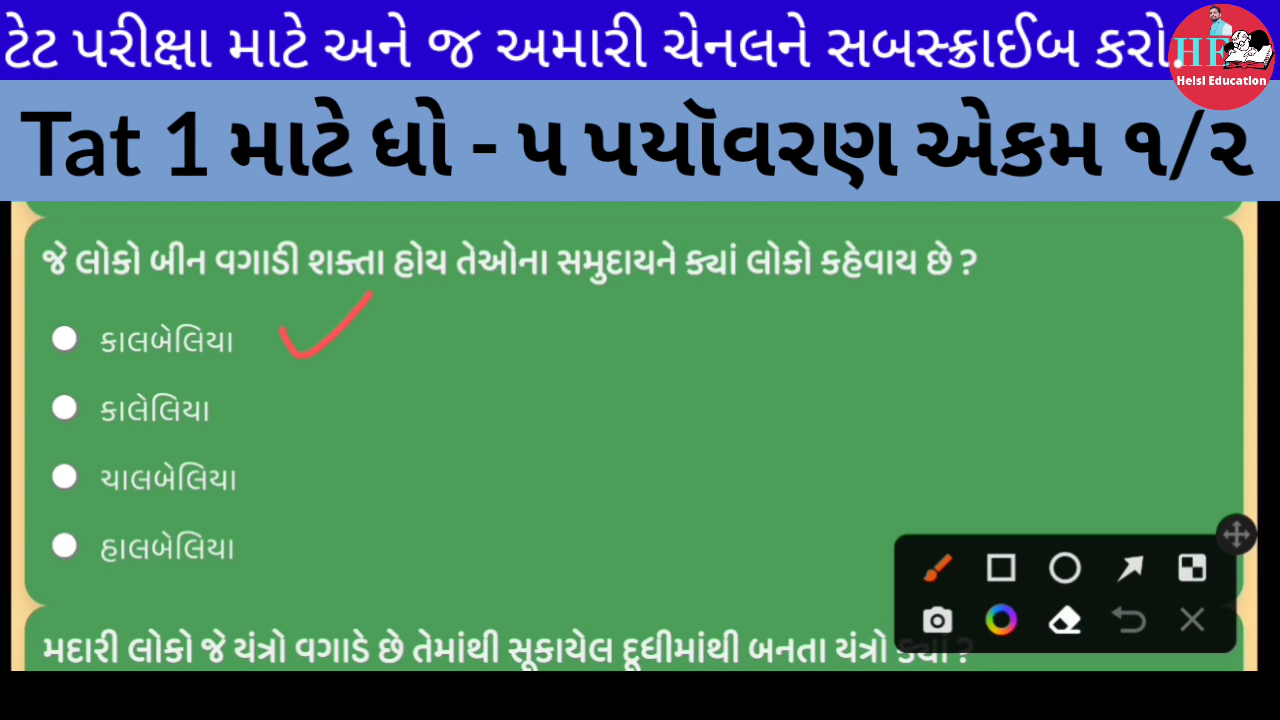 ટેટ પરીક્ષા માટે અને જ અમારી ચેનલને સબસ્ક્રાઈબ કરો.
HE
Helsi Education
Tat 1 માટે ધો - ૫ પયૉવરણ એકમ ૧/૨
જે લોકો બીન વગાડી શક્તા હોય તેઓના સમુદાયને ક્યાં લોકો કહેવાય છે ?
કાલબેલિયા
કાલેલિયા
ચાલબેલિયા
હાલબેલિયા
મદારી લોકો જે યંત્રો વગાડે છે તેમાંથી સૂકાયેલ દૂધીમાંથી બનતા યંત્રો ક્યાં ?